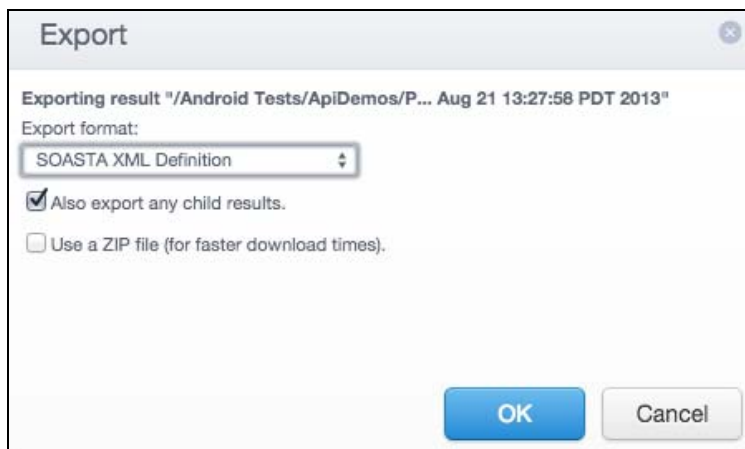 Export
Exporting result "/Android Tests/ApiDemos/P... Aug 21 13:27:58 PDT 2013"
Export format:
SOASTA XML Definition
Also export any child results.
Use a ZIP file (for faster download times).
OK
Cancel